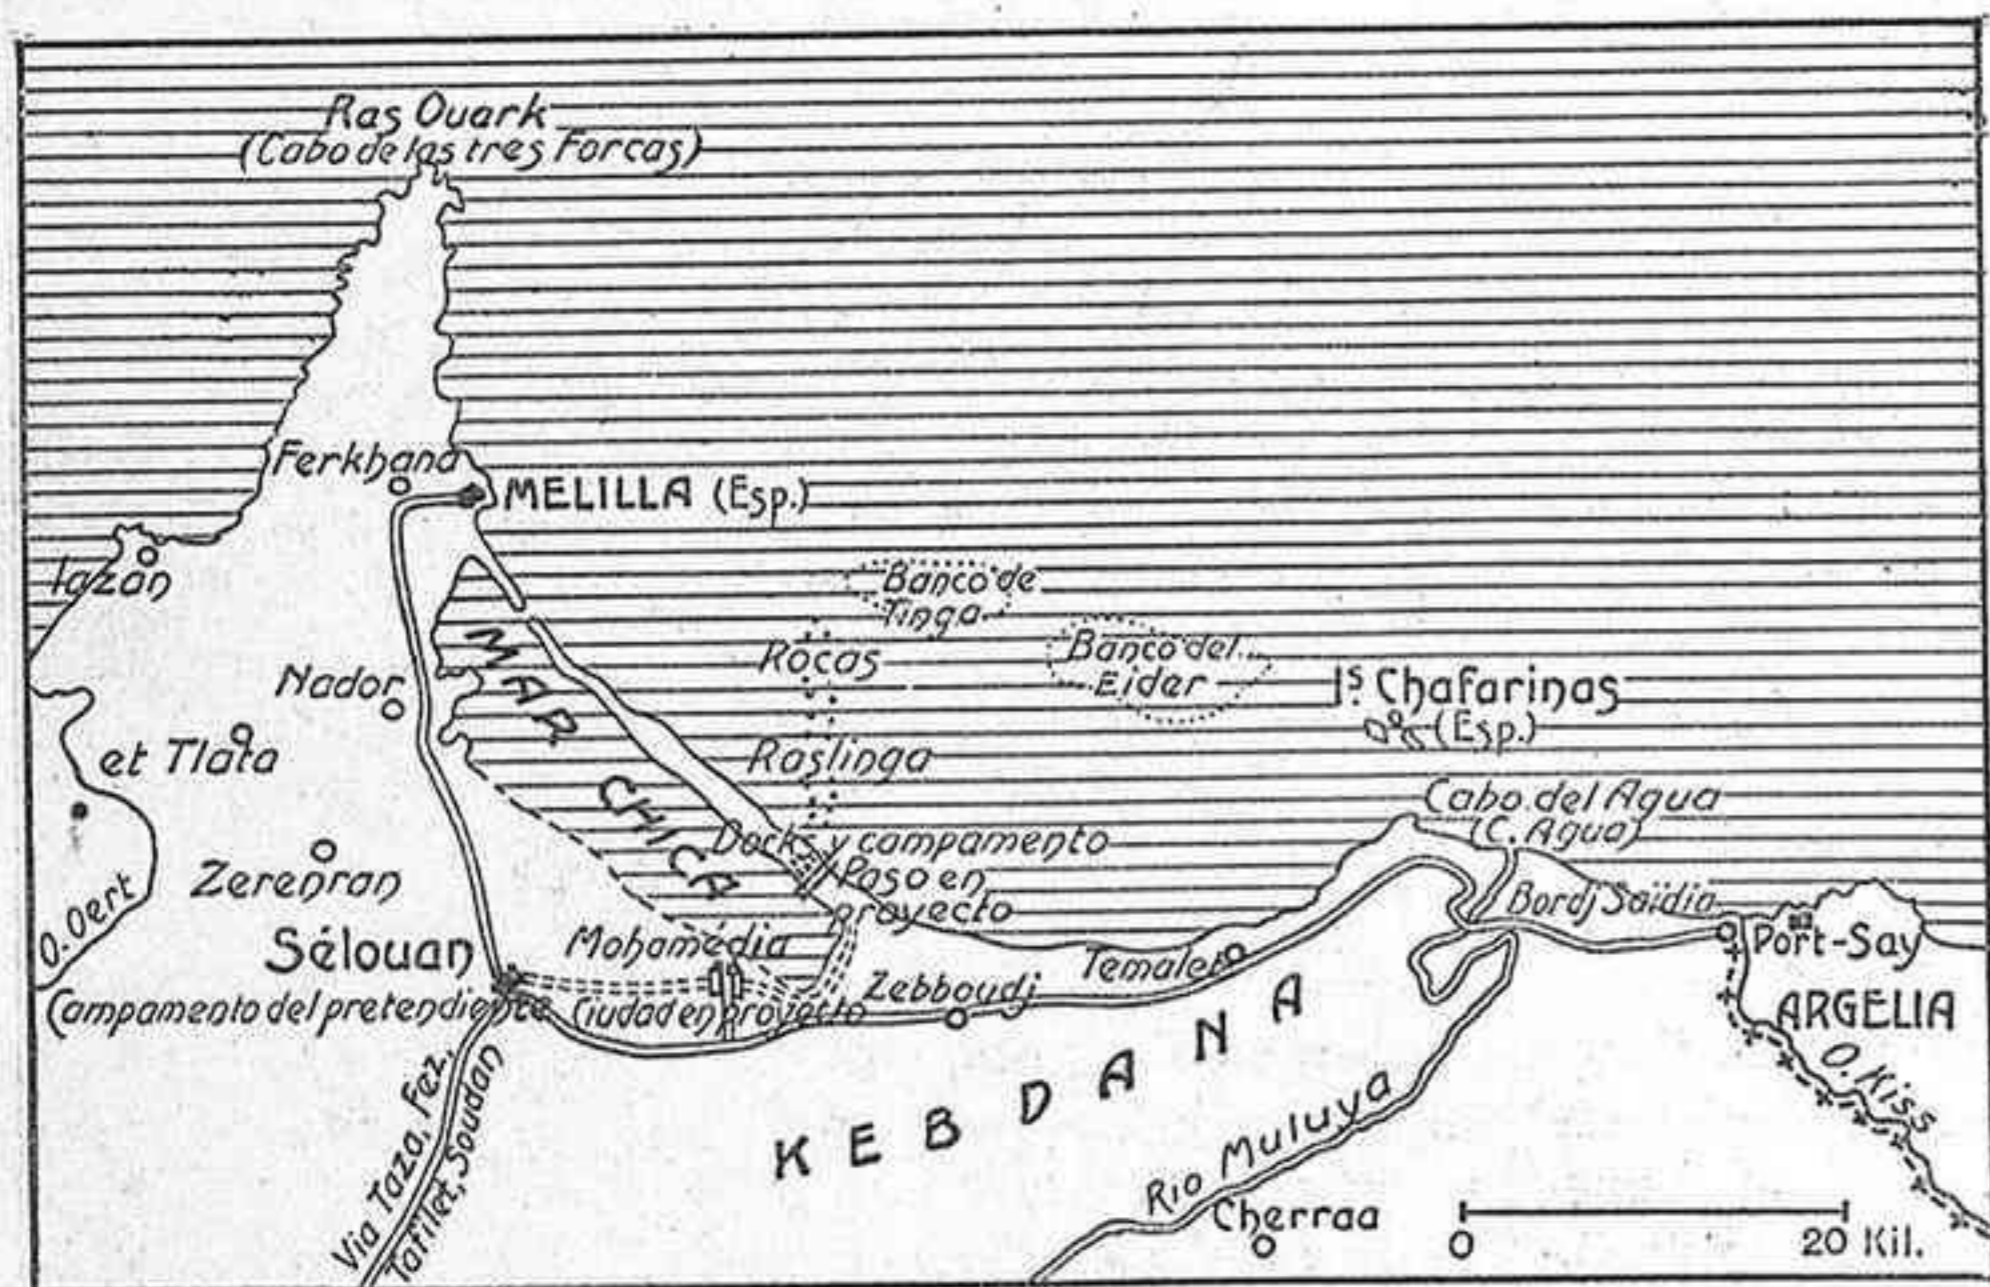 Ras Ouark
(Cabo de las tres Forcas)
Ferkhana
MELILLA (Esp.)
Iazan
Banco de
Tinga
Rocas
Banco del
Eider
Is. Chafarinas
(Esp.)
Nador
MAR CHICA
et Tlata
Raslinga
Cabo del Agua
(C. Agua)
Docks y campamento
Paso en
proyecto
Zerenran
O. Oert
Bordj Saïdia
Port-Say
Sélouan
Mohamédia
Temalet
Campamento del pretendiente
Ciudad en proyecto
Zebboudj
ARGELIA
KEBDANA
O. Kiss
Via Taza, Fez,
Tafilet, Soudan
Rio Muluya
Cherraa
0 20 Kil.